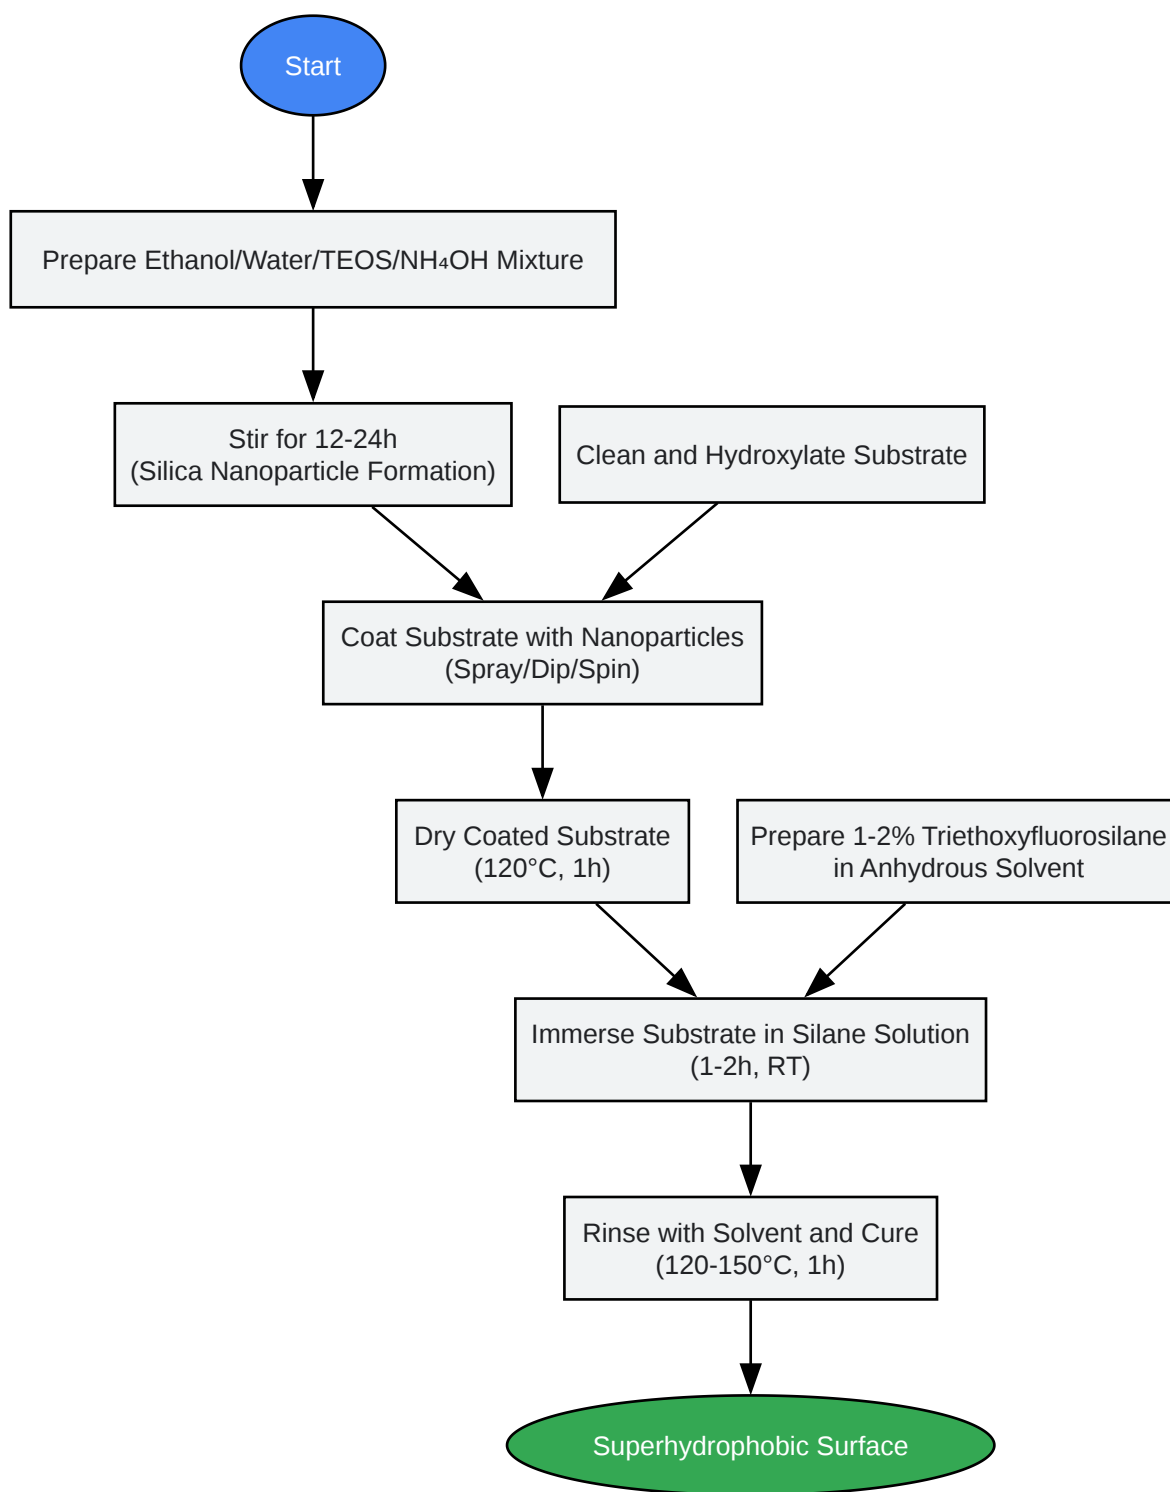 Start
Prepare Ethanol/Water/TEOS/NH₄OH Mixture
Stir for 12-24h
(Silica Nanoparticle Formation)
Clean and Hydroxylate Substrate
Coat Substrate with Nanoparticles
(Spray/Dip/Spin)
Dry Coated Substrate
(120°C, 1h)
Prepare 1-2% Triethoxyfluorosilane
in Anhydrous Solvent
Immerse Substrate in Silane Solution
(1-2h, RT)
Rinse with Solvent and Cure
(120-150°C, 1h)
Superhydrophobic Surface